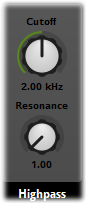 Cutoff
2.00 kHz
Resonance
1.00
Highpass